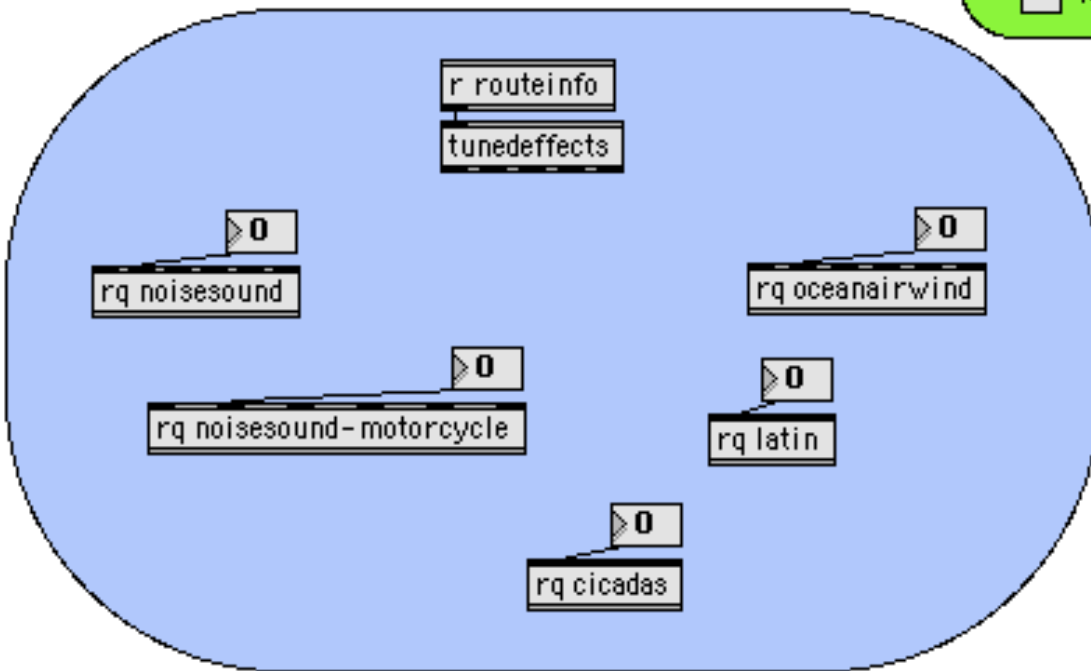 r routeinfo
tunedeffects
0
0
rq noisesound
rq oceanairwind
0
0
rq noisesound-motorcycle
rq latin
0
rq cicadas